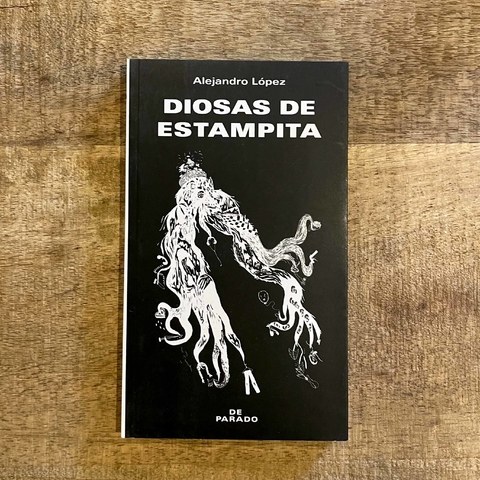 Alejandro López
DIOSAS DE
ESTAMPITA
DE
PARADO